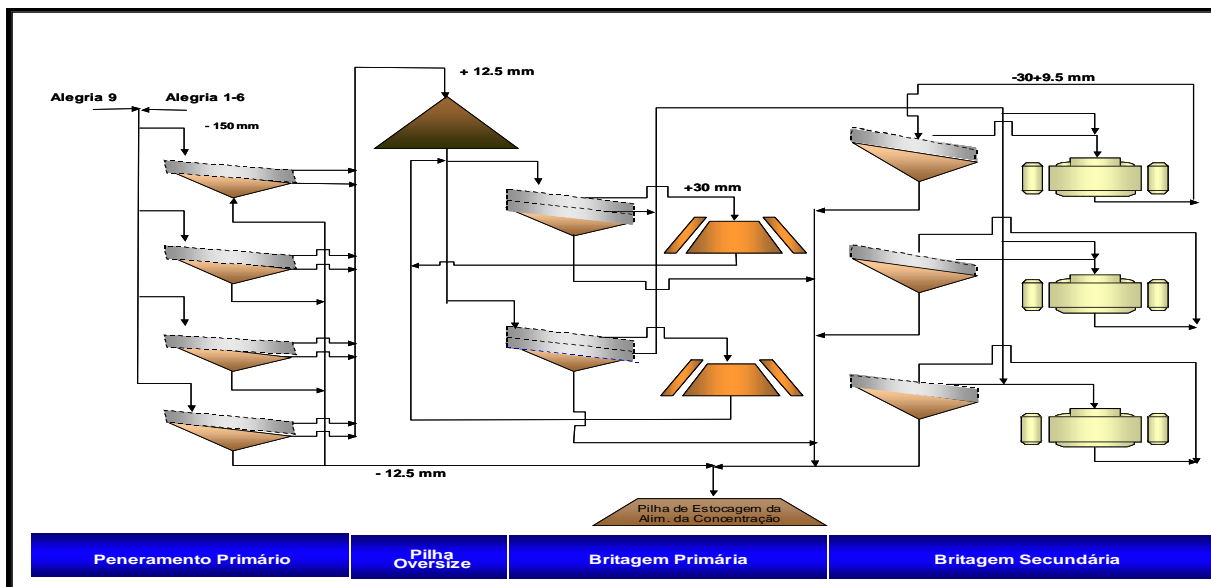 + 12.5 mm
-30+9.5 mm
Alegria 9
Alegria 1-6
- 150 mm
+30 mm
- 12.5 mm
Pilha de Estocagem da
Alim. da Concentração
Peneramento Primário
Pilha
Oversize
Britagem Primária
Britagem Secundária